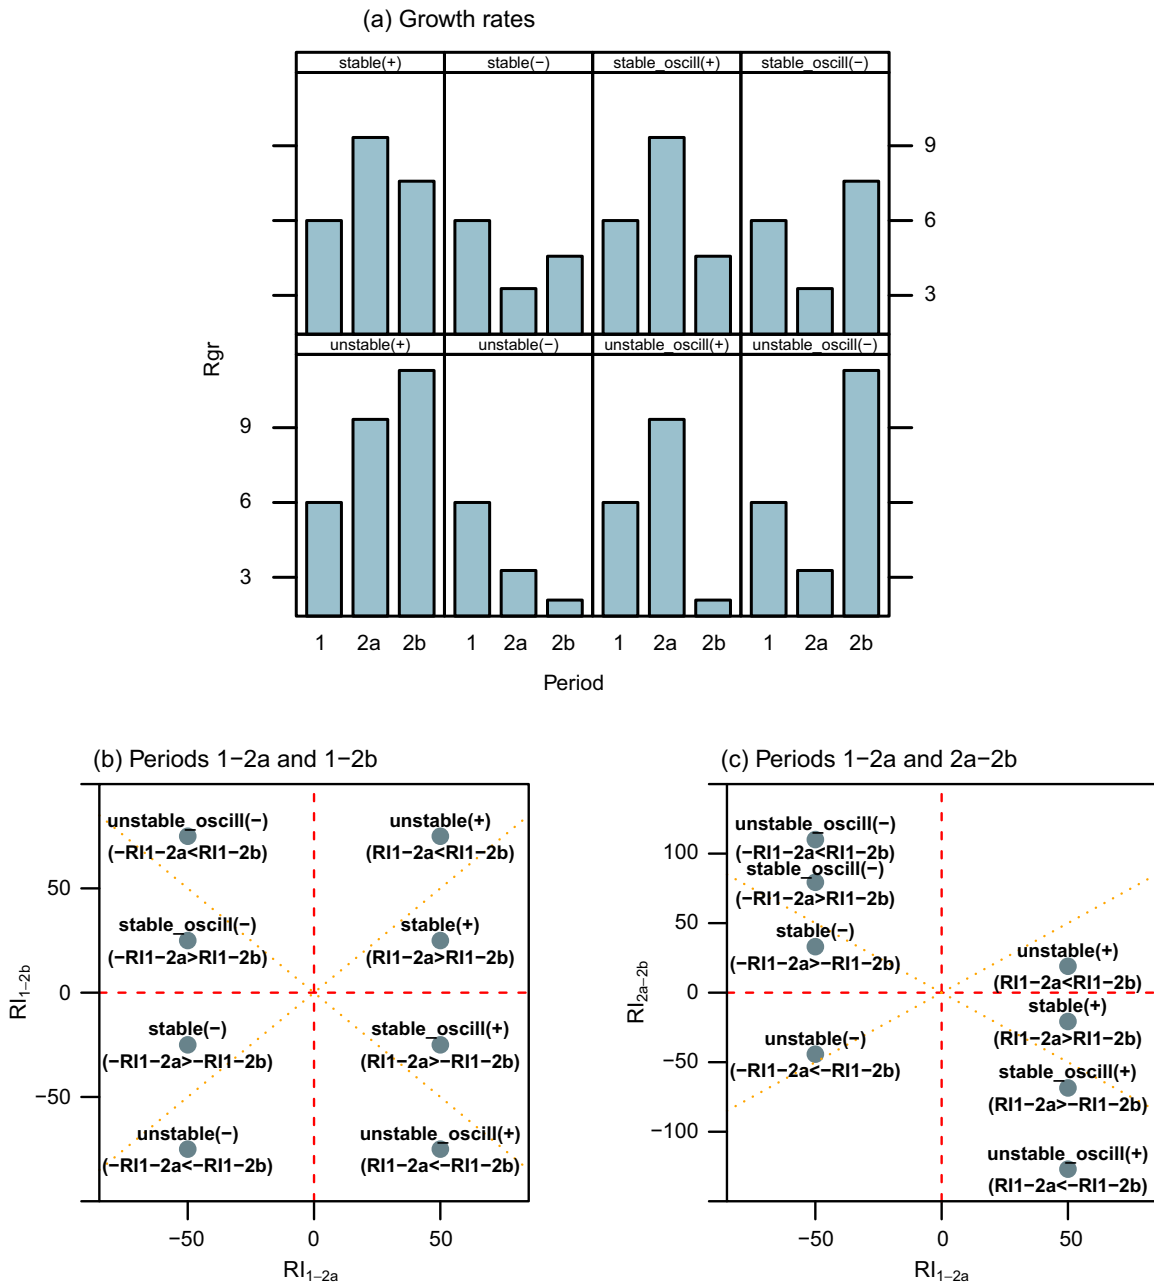 (a) Growth rates
stable(+) stable(−) stable_oscill(+) stable_oscill(−)
9
6
3
unstable(+) unstable(−) unstable_oscill(+) unstable_oscill(−)
Rgr
9
6
3
1 2a 2b 1 2a 2b 1 2a 2b 1 2a 2b
Period
(b) Periods 1−2a and 1−2b
unstable_oscill(−) unstable(+)
(−RI1−2a<RI1−2b) (RI1−2a<RI1−2b)
50
stable_oscill(−) stable(+)
(−RI1−2a>RI1−2b) (RI1−2a>RI1−2b)
RI1−2b
0
stable(−) stable_oscill(+)
(−RI1−2a>−RI1−2b) (RI1−2a>−RI1−2b)
−50
unstable(−) unstable_oscill(+)
(−RI1−2a<−RI1−2b) (RI1−2a<−RI1−2b)
−50 0 50
RI1−2a
(c) Periods 1−2a and 2a−2b
unstable_oscill(−)
100
(−RI1−2a<RI1−2b)
stable_oscill(−)
(−RI1−2a>RI1−2b)
50
stable(−)
(−RI1−2a>−RI1−2b)
unstable(+)
(RI1−2a<RI1−2b)
RI2a−2b
0
stable(+)
(RI1−2a>RI1−2b)
unstable(−)
−50
(−RI1−2a<−RI1−2b)
stable_oscill(+)
(RI1−2a>−RI1−2b)
−100
unstable_oscill(+)
(RI1−2a<−RI1−2b)
−50 0 50
RI1−2a